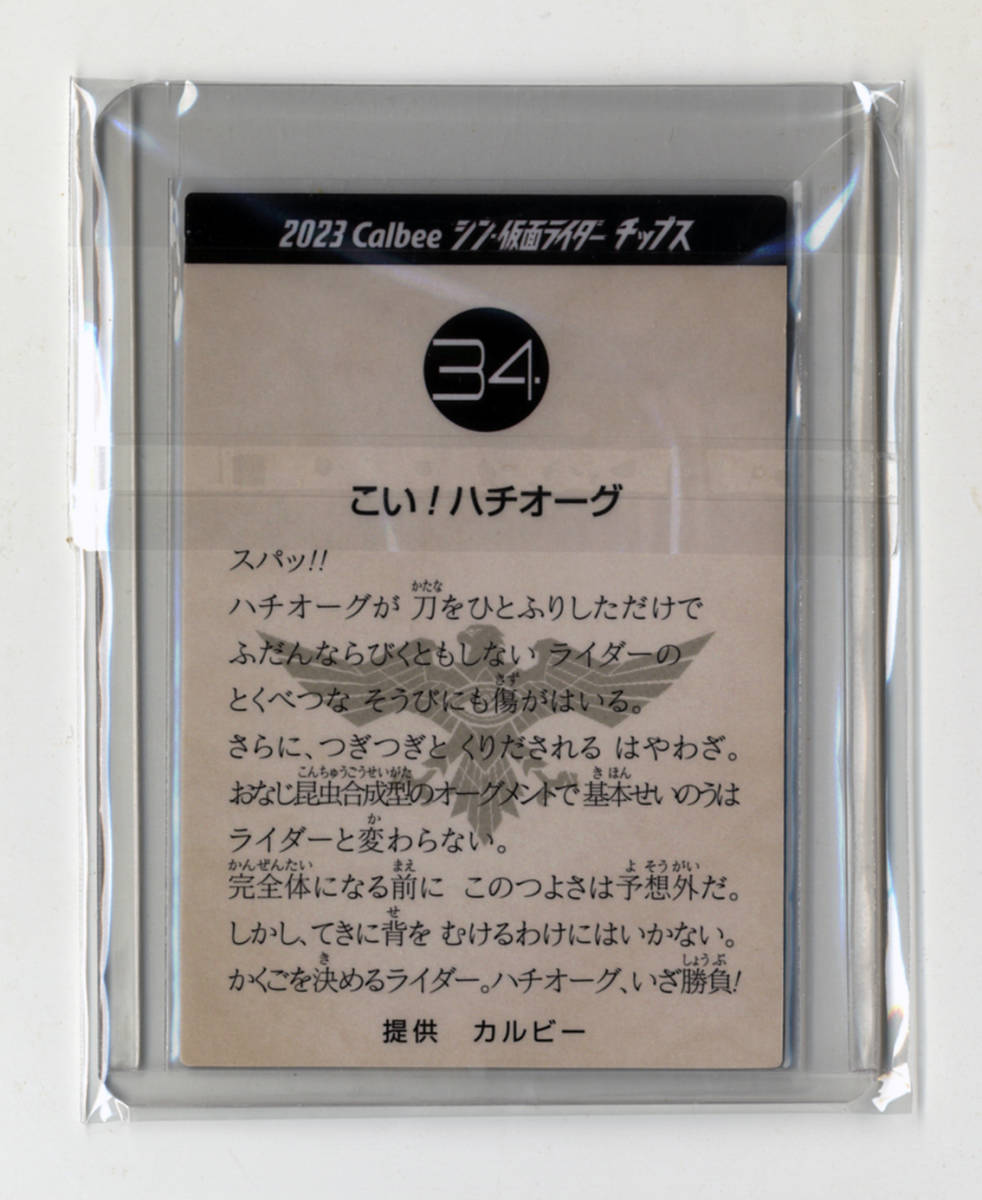 2023 Calbee シン・仮面ライダー チップス
34
こい！ハチオーグ
スパッ!!
ハチオーグが 刀をひとふりしただけで
ふだんならびくともしない ライダーの
とくべつな そうびにも傷がはいる。
さらに、つぎつぎと くりだされる はやわざ。
おなじ昆虫合成型のオーグメントで 基本せいのうは
ライダーと変わらない。
完全体になる前に このつよさは予想外だ。
しかし、てきに背を むけるわけにはいかない。
かくごを決めるライダー。ハチオーグ、いざ勝負!
提供 カルビー